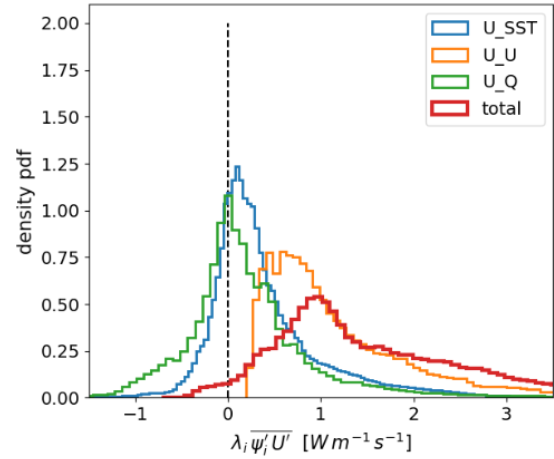 2.00
1.75
1.50
1.25
1.00
0.75
0.50
0.25
0.00
density pdf
U_SST
U_U
U_Q
total
−1 0 1 2 3
λᵢ ψ̅ᵢ̅′̅U̅′̅ [W m⁻¹ s⁻¹]